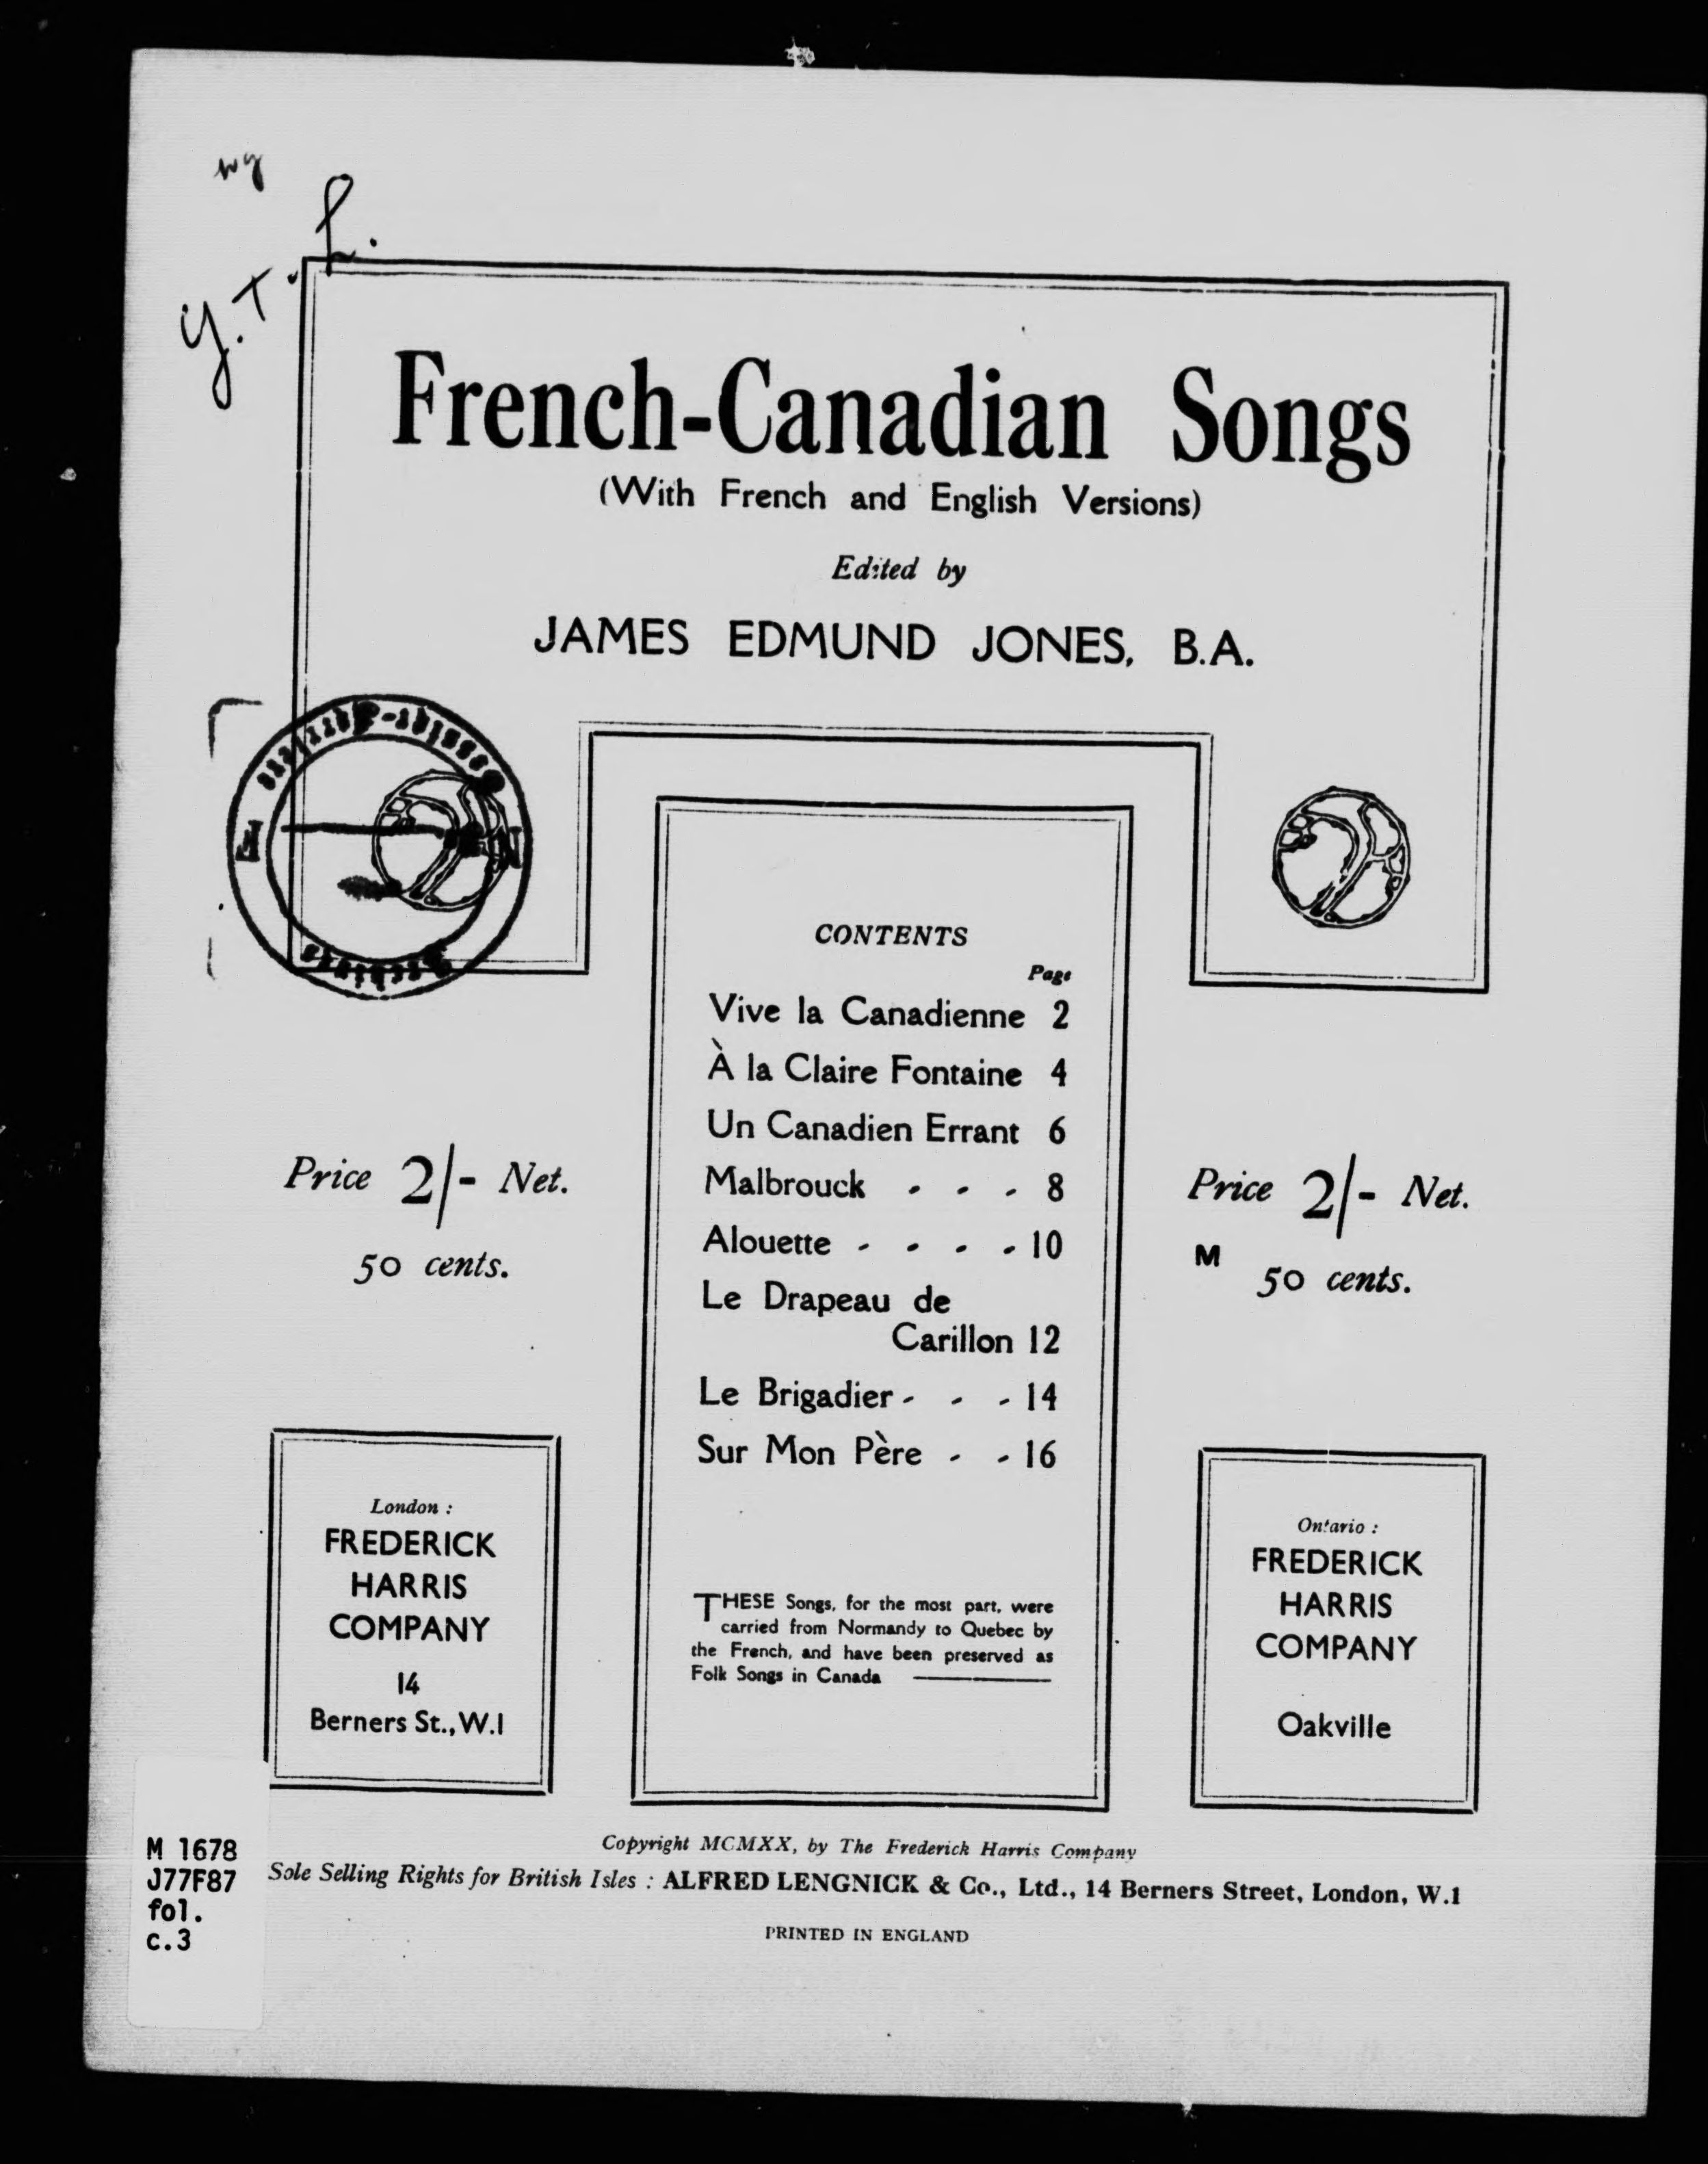 French-Canadian Songs
(With French and English Versions)
Edited by
JAMES EDMUND JONES, B.A.
CONTENTS
Page
Vive la Canadienne 2
À la Claire Fontaine 4
Un Canadien Errant 6
Malbrouck - - - 8
Alouette - - - - 10
Le Drapeau de
Carillon 12
Le Brigadier - - - 14
Sur Mon Père - - 16
THESE Songs, for the most part, were
carried from Normandy to Quebec by
the French, and have been preserved as
Folk Songs in Canada
Price 2/- Net.
50 cents.
Price 2/- Net.
M
50 cents.
London :
FREDERICK
HARRIS
COMPANY
14
Berners St., W.1
Ontario :
FREDERICK
HARRIS
COMPANY
Oakville
Copyright MCMXX, by The Frederick Harris Company
Sole Selling Rights for British Isles : ALFRED LENGNICK & Co., Ltd., 14 Berners Street, London, W.1
PRINTED IN ENGLAND
M 1678
J77F87
fol.
c.3